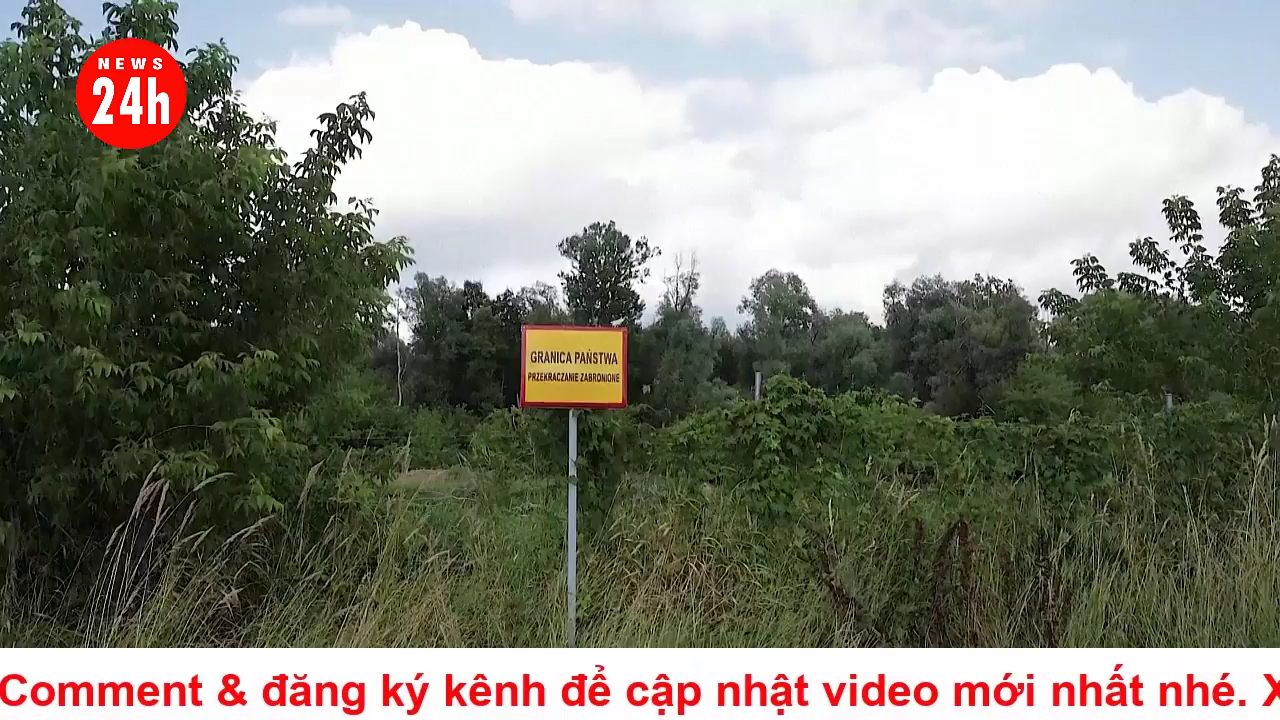 NEWS
24h
GRANICA PAŃSTWA
PRZEKRACZANIE ZABRONIONE
Comment & đăng ký kênh để cập nhật video mới nhất nhé. X